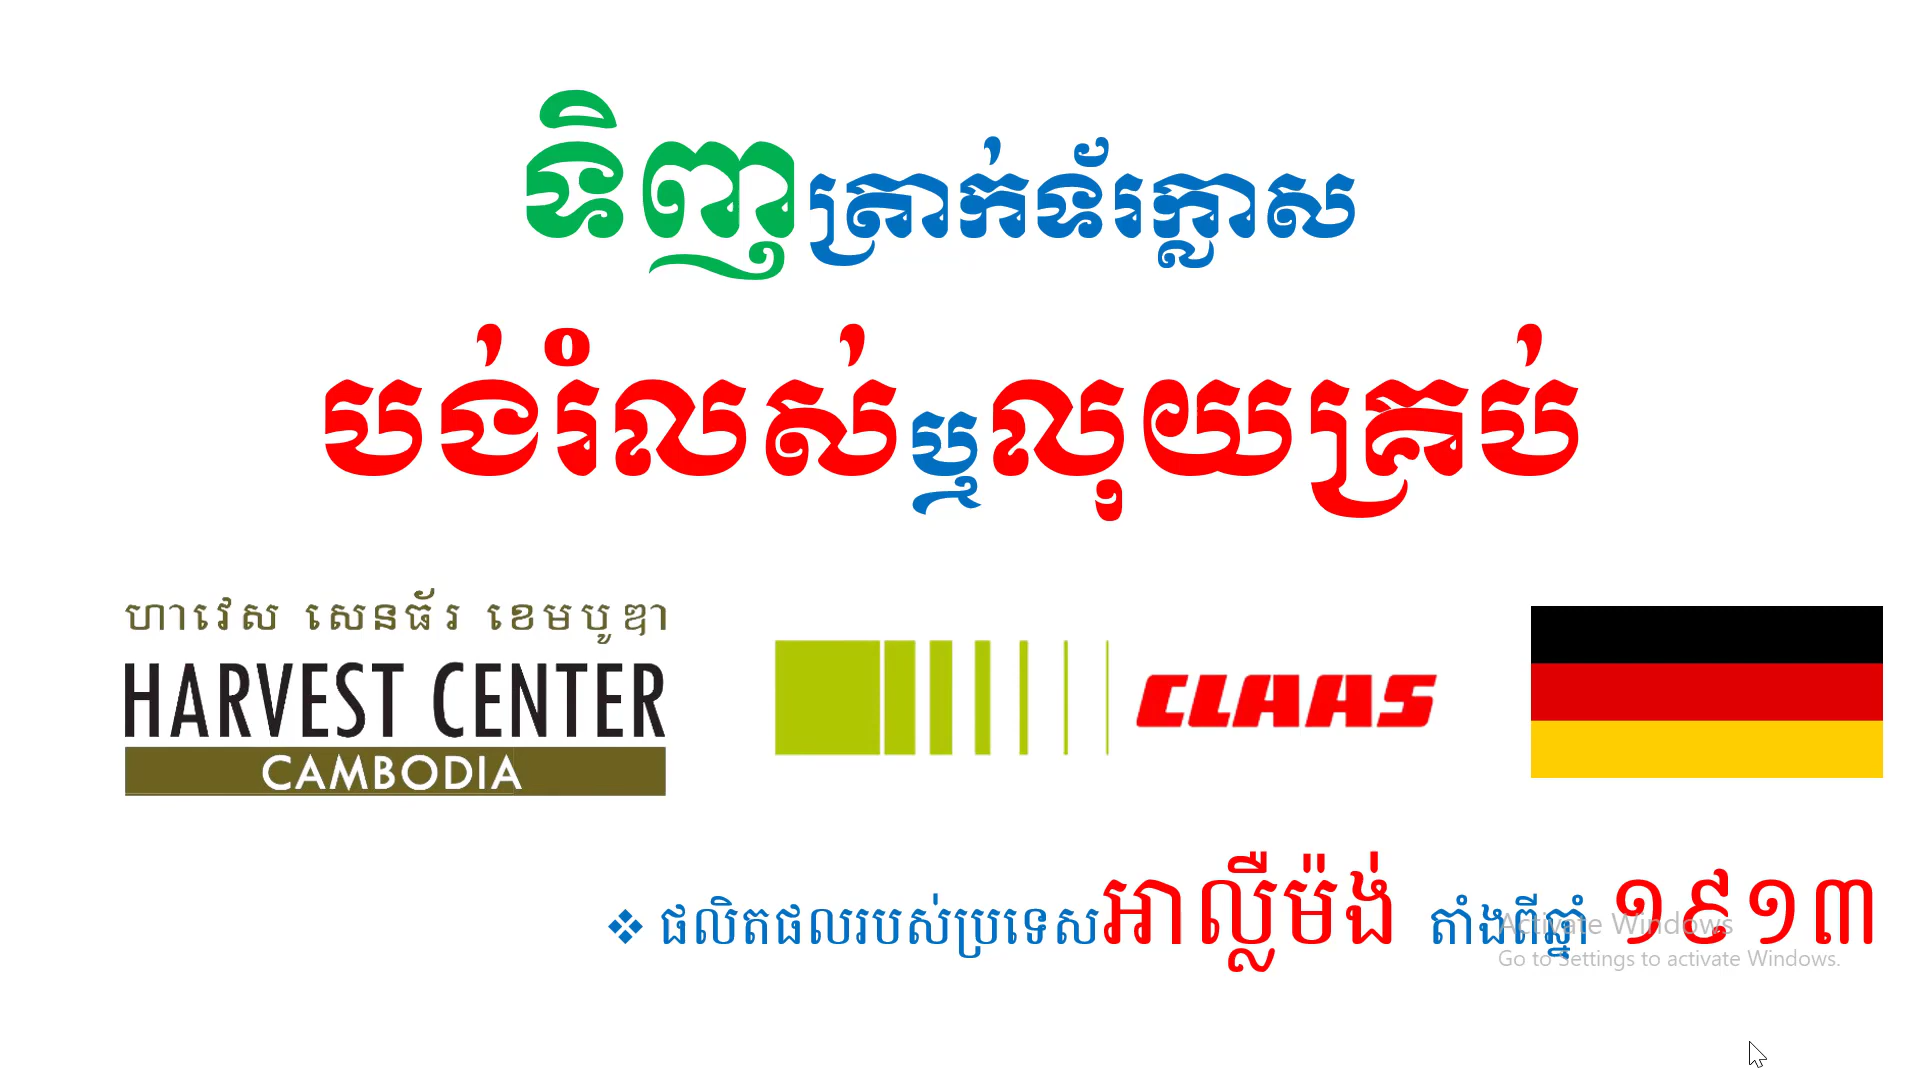 ទិញត្រាក់ទ័រក្លាស
បង់រំលស់ឬលុយគ្រប់
ហាវេស សេនធ័រ ខេមបូឌា
HARVEST CENTER
CAMBODIA
CLAAS
❖ ផលិតផលរបស់ប្រទេសអាល្លឺម៉ង់ តាំងពីឆ្នាំ ១៩១៣
Activate Windows
Go to Settings to activate Windows.